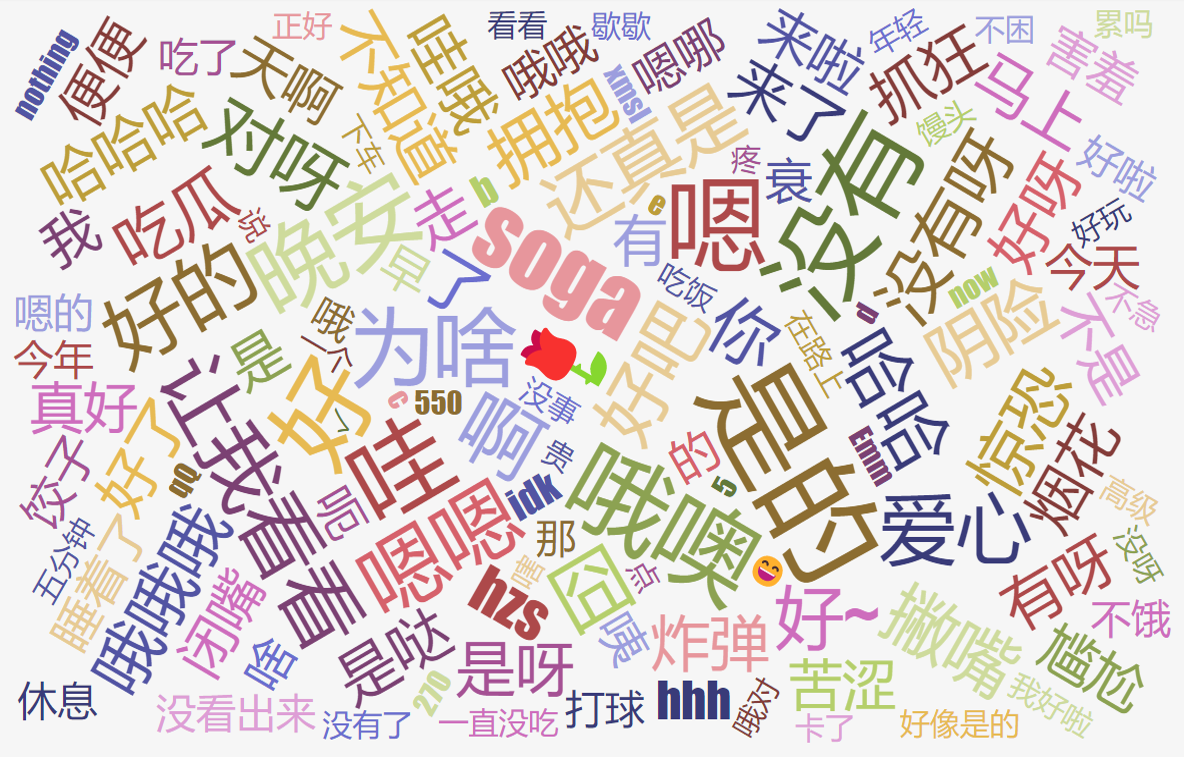 nothing
便便
正好
看看
歇歇
年轻
不困
累吗
吃了
天啊
不知道
哇哦
哦哦
嗯哪
来啦
来了
抓狂
马上
害羞
哈哈哈
对呀
下车
拥抱
xmsl
还真是
疼
衰
没有
馒头
没有呀
好呀
好啦
好玩
我
吃瓜
说
晚安
早
走
b
soga
e
有
嗯
今天
now
不急
好的
了
吃饭
你
d
阴险
不是
嗯的
今年
是
哦
一个
为啥
🌹
好吧
在路上
哈哈
惊恐
真好
让我看看
好
c
550
没事
啊
贵
的
是的
Emm
烟花
饺子
好了
qQ
哇
呃
嗯嗯
idk
哦噢
5
爱心
高级
没呀
五分钟
睡着了
哦哦哦
闭嘴
啥
那
啃
囧
点
😄
好~
撇嘴
有呀
不饿
hzs
是哒
是呀
咦
炸弹
苦涩
尴尬
休息
没看出来
没有了
270
一直没吃
打球
hhh
哦对
卡了
好像是的
我好啦